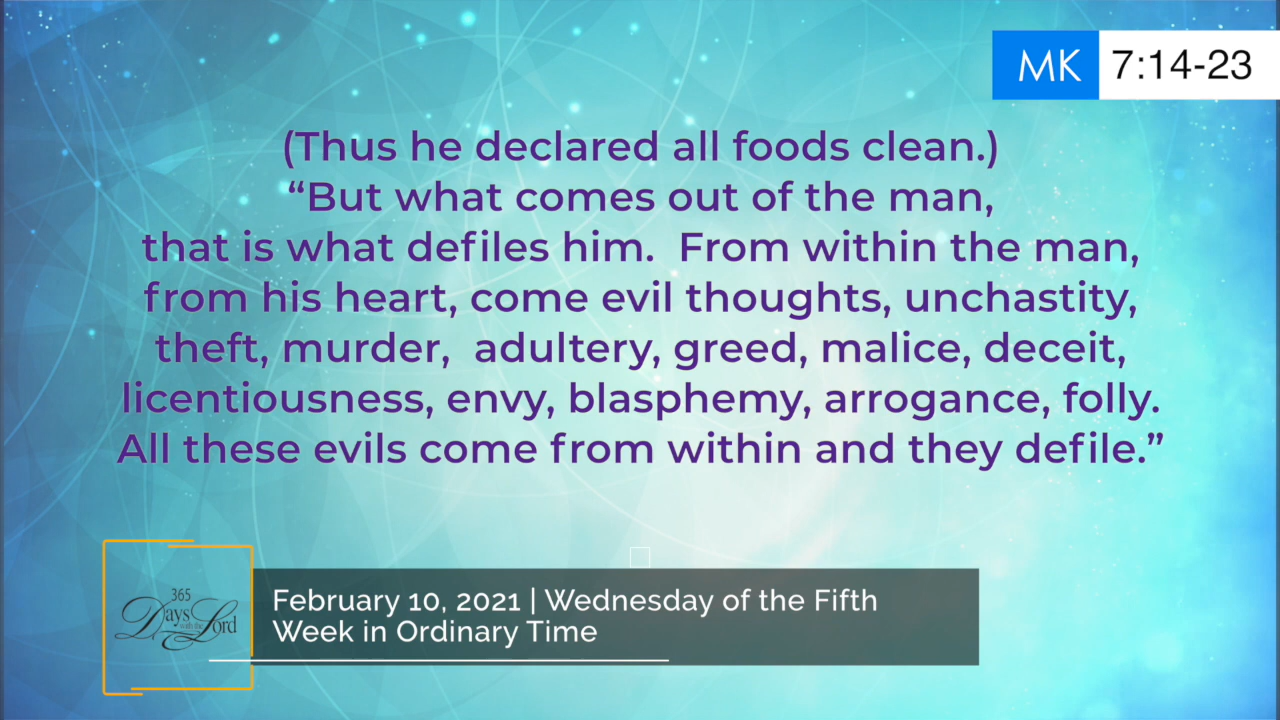 MK 7:14-23
(Thus he declared all foods clean.)
“But what comes out of the man,
that is what defiles him.  From within the man,
from his heart, come evil thoughts, unchastity,
theft, murder,  adultery, greed, malice, deceit,
licentiousness, envy, blasphemy, arrogance, folly.
All these evils come from within and they defile.”
365
Days with the Lord
February 10, 2021 | Wednesday of the Fifth
Week in Ordinary Time